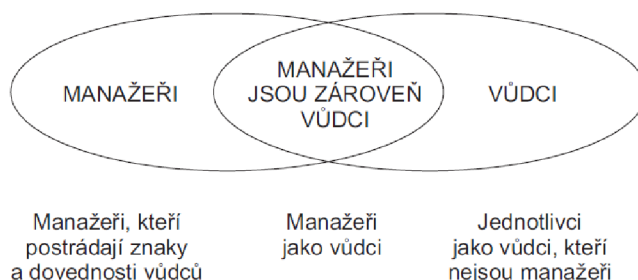 MANAŽEŘI
MANAŽEŘI
JSOU ZÁROVEŇ
VŮDCI
VŮDCI
Manažeři, kteří
postrádají znaky
a dovednosti vůdců
Manažeři
jako vůdci
Jednotlivci
jako vůdci, kteří
nejsou manažeři